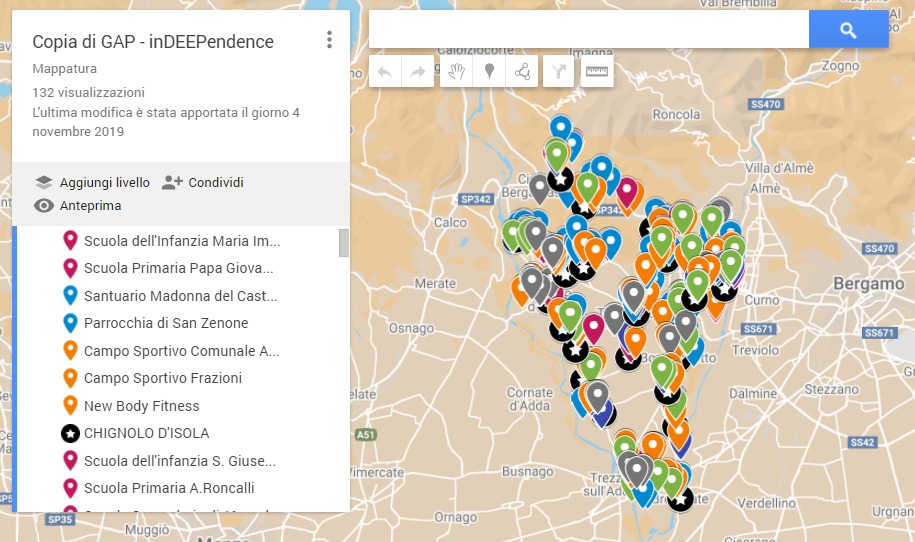 Copia di GAP - inDEEPendence
Mappatura
132 visualizzazioni
L'ultima modifica è stata apportata il giorno 4
novembre 2019
Aggiungi livello
Condividi
Anteprima
Scuola dell'Infanzia Maria Im...
Scuola Primaria Papa Giova...
Santuario Madonna del Cast...
Parrocchia di San Zenone
Campo Sportivo Comunale A...
Campo Sportivo Frazioni
New Body Fitness
CHIGNOLO D'ISOLA
Scuola dell'infanzia S. Giuse...
Scuola Primaria A.Roncalli
Val Brembilla
Calolziocorte
Imagna
Zogno
SS470
Roncola
Villa d'Almè
Almè
SP342
SP342
Calco
SS470
Merate
Bergamo
Curno
Osnago
SS671
SS671
Treviolo
Cornate
d'Adda
Dalmine
Stezzano
A51
SS42
Vimercate
Busnago
Verdellino
Urgnan
Ornago
SP35
Muggiò